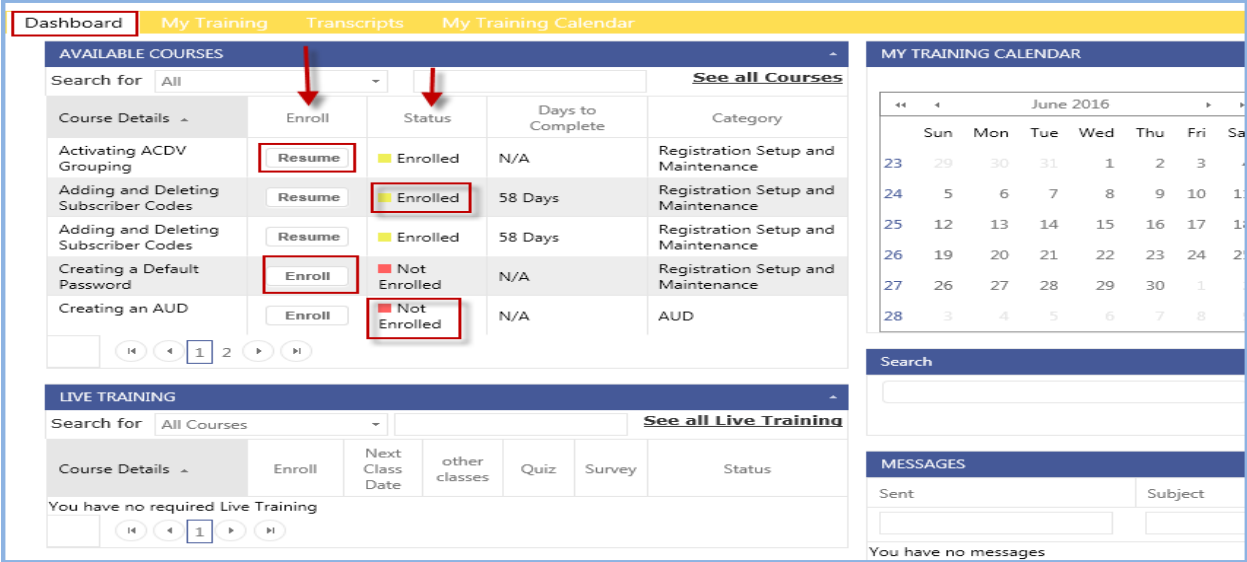 Dashboard My Training Transcripts My Training Calendar
AVAILABLE COURSES
Search for All See all Courses
Course Details Enroll Status Days to Complete Category
Activating ACDV Grouping Resume Enrolled N/A Registration Setup and Maintenance
Adding and Deleting Subscriber Codes Resume Enrolled 58 Days Registration Setup and Maintenance
Adding and Deleting Subscriber Codes Resume Enrolled 58 Days Registration Setup and Maintenance
Creating a Default Password Enroll Not Enrolled N/A Registration Setup and Maintenance
Creating an AUD Enroll Not Enrolled N/A AUD
1 2
LIVE TRAINING
Search for All Courses See all Live Training
Course Details Enroll Next Class Date other classes Quiz Survey Status
You have no required Live Training
1
MY TRAINING CALENDAR
June 2016
Sun Mon Tue Wed Thu Fri
23 29 30 31 1 2 3
24 5 6 7 8 9 10
25 12 13 14 15 16 17
26 19 20 21 22 23 24
27 26 27 28 29 30 1
28 3 4 5 6 7 8
Search
MESSAGES
Sent Subject
You have no messages